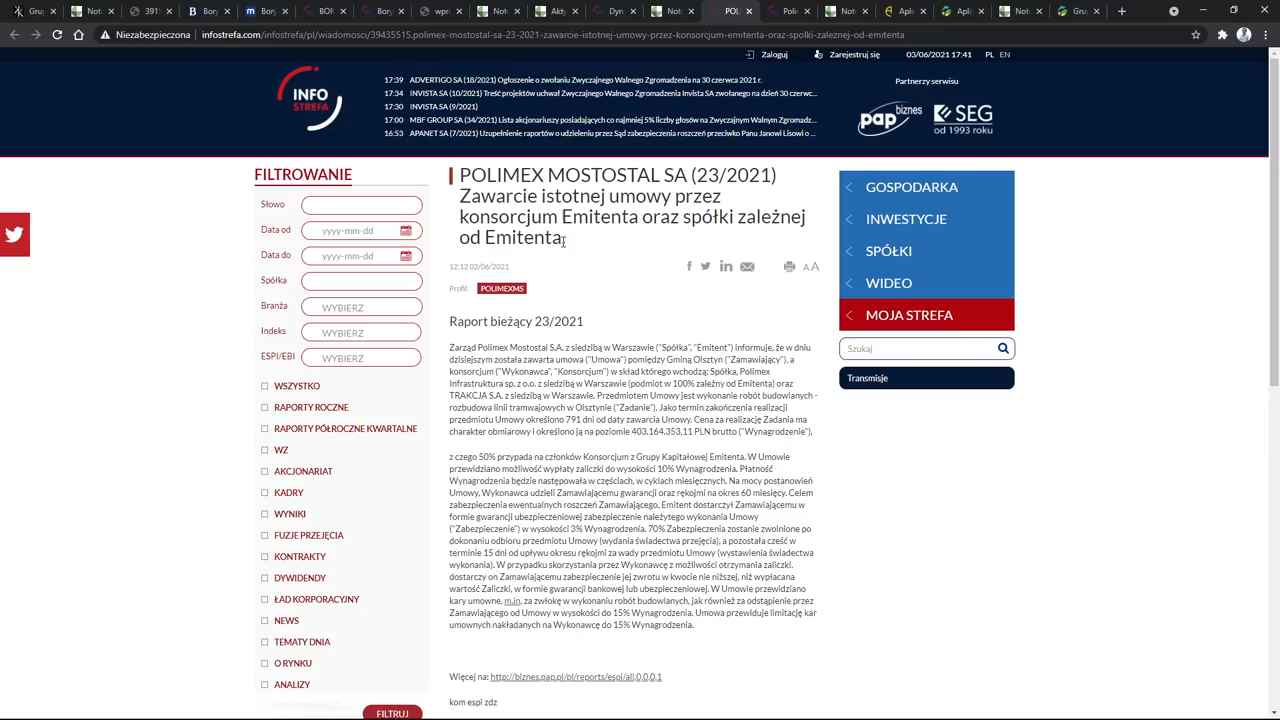 Niezabezpieczona
infostrefa.com/infostrefa/pl/wiadomosci/39435515,polimex-mostostal-sa-23-2021-zawarcie-istotnej-umowy-przez-konsorcjum-emitenta-oraz-spolki-zaleznej-od-emitenta
Zaloguj
Zarejestruj się
03/06/2021 17:41
PL EN
INFO
STREFA
17:39 ADVERTIGO SA (18/2021) Ogłoszenie o zwołaniu Zwyczajnego Walnego Zgromadzenia na 30 czerwca 2021 r.
17:34 INVISTA SA (10/2021) Treść projektów uchwał Zwyczajnego Walnego Zgromadzenia Invista SA zwołanego na dzień 30 czerwc...
17:30 INVISTA SA (9/2021)
17:00 MBF GROUP SA (34/2021) Lista akcjonariuszy posiadających co najmniej 5% liczby głosów na Zwyczajnym Walnym Zgromadz...
16:53 APANET SA (7/2021) Uzupełnienie raportów o udzieleniu przez Sąd zabezpieczenia roszczeń przeciwko Panu Janowi Lisowi o ...
Partnerzy serwisu
pap biznes
SEG
od 1993 roku
FILTROWANIE
Słowo
Data od yyyy-mm-dd
Data do yyyy-mm-dd
Spółka
Branża WYBIERZ
Indeks WYBIERZ
ESPI/EBI WYBIERZ
WSZYSTKO
RAPORTY ROCZNE
RAPORTY PÓŁROCZNE KWARTALNE
WZ
AKCJONARIAT
KADRY
WYNIKI
FUZJE PRZEJĘCIA
KONTRAKTY
DYWIDENDY
ŁAD KORPORACYJNY
NEWS
TEMATY DNIA
O RYNKU
ANALIZY
FILTRUJ
POLIMEX MOSTOSTAL SA (23/2021)
Zawarcie istotnej umowy przez
konsorcjum Emitenta oraz spółki zależnej
od Emitenta
12:12 02/06/2021
A A
Profil: POLIMEXMS
Raport bieżący 23/2021
Zarząd Polimex Mostostal S.A. z siedzibą w Warszawie ("Spółka", "Emitent") informuje, że w dniu
dzisiejszym została zawarta umowa ("Umowa") pomiędzy Gminą Olsztyn ("Zamawiający"), a
konsorcjum ("Wykonawca", "Konsorcjum") w skład którego wchodzą: Spółka, Polimex
Infrastruktura sp. z o.o. z siedzibą w Warszawie (podmiot w 100% zależny od Emitenta) oraz
TRAKCJA S.A. z siedzibą w Warszawie. Przedmiotem Umowy jest wykonanie robót budowlanych -
rozbudowa linii tramwajowych w Olsztynie ("Zadanie"). Jako termin zakończenia realizacji
przedmiotu Umowy określono 791 dni od daty zawarcia Umowy. Cena za realizację Zadania ma
charakter obmiarowy i określono ją na poziomie 403.164.353,11 PLN brutto ("Wynagrodzenie"),
z czego 50% przypada na członków Konsorcjum z Grupy Kapitałowej Emitenta. W Umowie
przewidziano możliwość wypłaty zaliczki do wysokości 10% Wynagrodzenia. Płatność
Wynagrodzenia będzie następowała w częściach, w cyklach miesięcznych. Na mocy postanowień
Umowy, Wykonawca udzieli Zamawiającemu gwarancji oraz rękojmi na okres 60 miesięcy. Celem
zabezpieczenia ewentualnych roszczeń Zamawiającego, Emitent dostarczył Zamawiającemu w
formie gwarancji ubezpieczeniowej zabezpieczenie należytego wykonania Umowy
("Zabezpieczenie") w wysokości 3% Wynagrodzenia. 70% Zabezpieczenia zostanie zwolnione po
dokonaniu odbioru przedmiotu Umowy (wydania świadectwa przejęcia), a pozostała cześć w
terminie 15 dni od upływu okresu rękojmi za wady przedmiotu Umowy (wystawienia świadectwa
wykonania). W przypadku skorzystania przez Wykonawcę z możliwości otrzymania zaliczki,
dostarczy on Zamawiającemu zabezpieczenie jej zwrotu w kwocie nie niższej, niż wypłacana
wartość Zaliczki, w formie gwarancji bankowej lub ubezpieczeniowej. W Umowie przewidziano
kary umowne, m.in. za zwłokę w wykonaniu robót budowlanych, jak również za odstąpienie przez
Zamawiającego od Umowy w wysokości do 15% Wynagrodzenia. Umowa przewiduje limitację kar
umownych nakładanych na Wykonawcę do 15% Wynagrodzenia.
Więcej na: http://biznes.pap.pl/pl/reports/espi/all,0,0,0,1
kom espi zdz
GOSPODARKA
INWESTYCJE
SPÓŁKI
WIDEO
MOJA STREFA
Szukaj
Transmisje